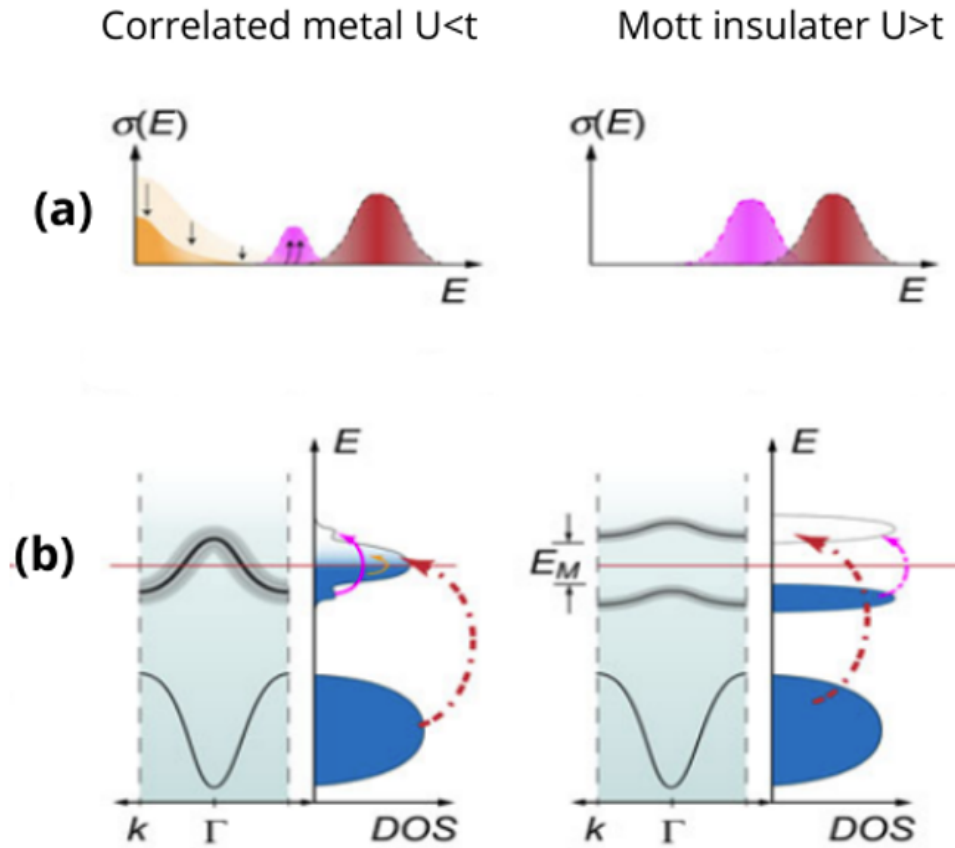 Correlated metal U<t
Mott insulater U>t
σ(E)
σ(E)
(a)
E
E
E
E
(b)
E_M
k Γ DOS
k Γ DOS